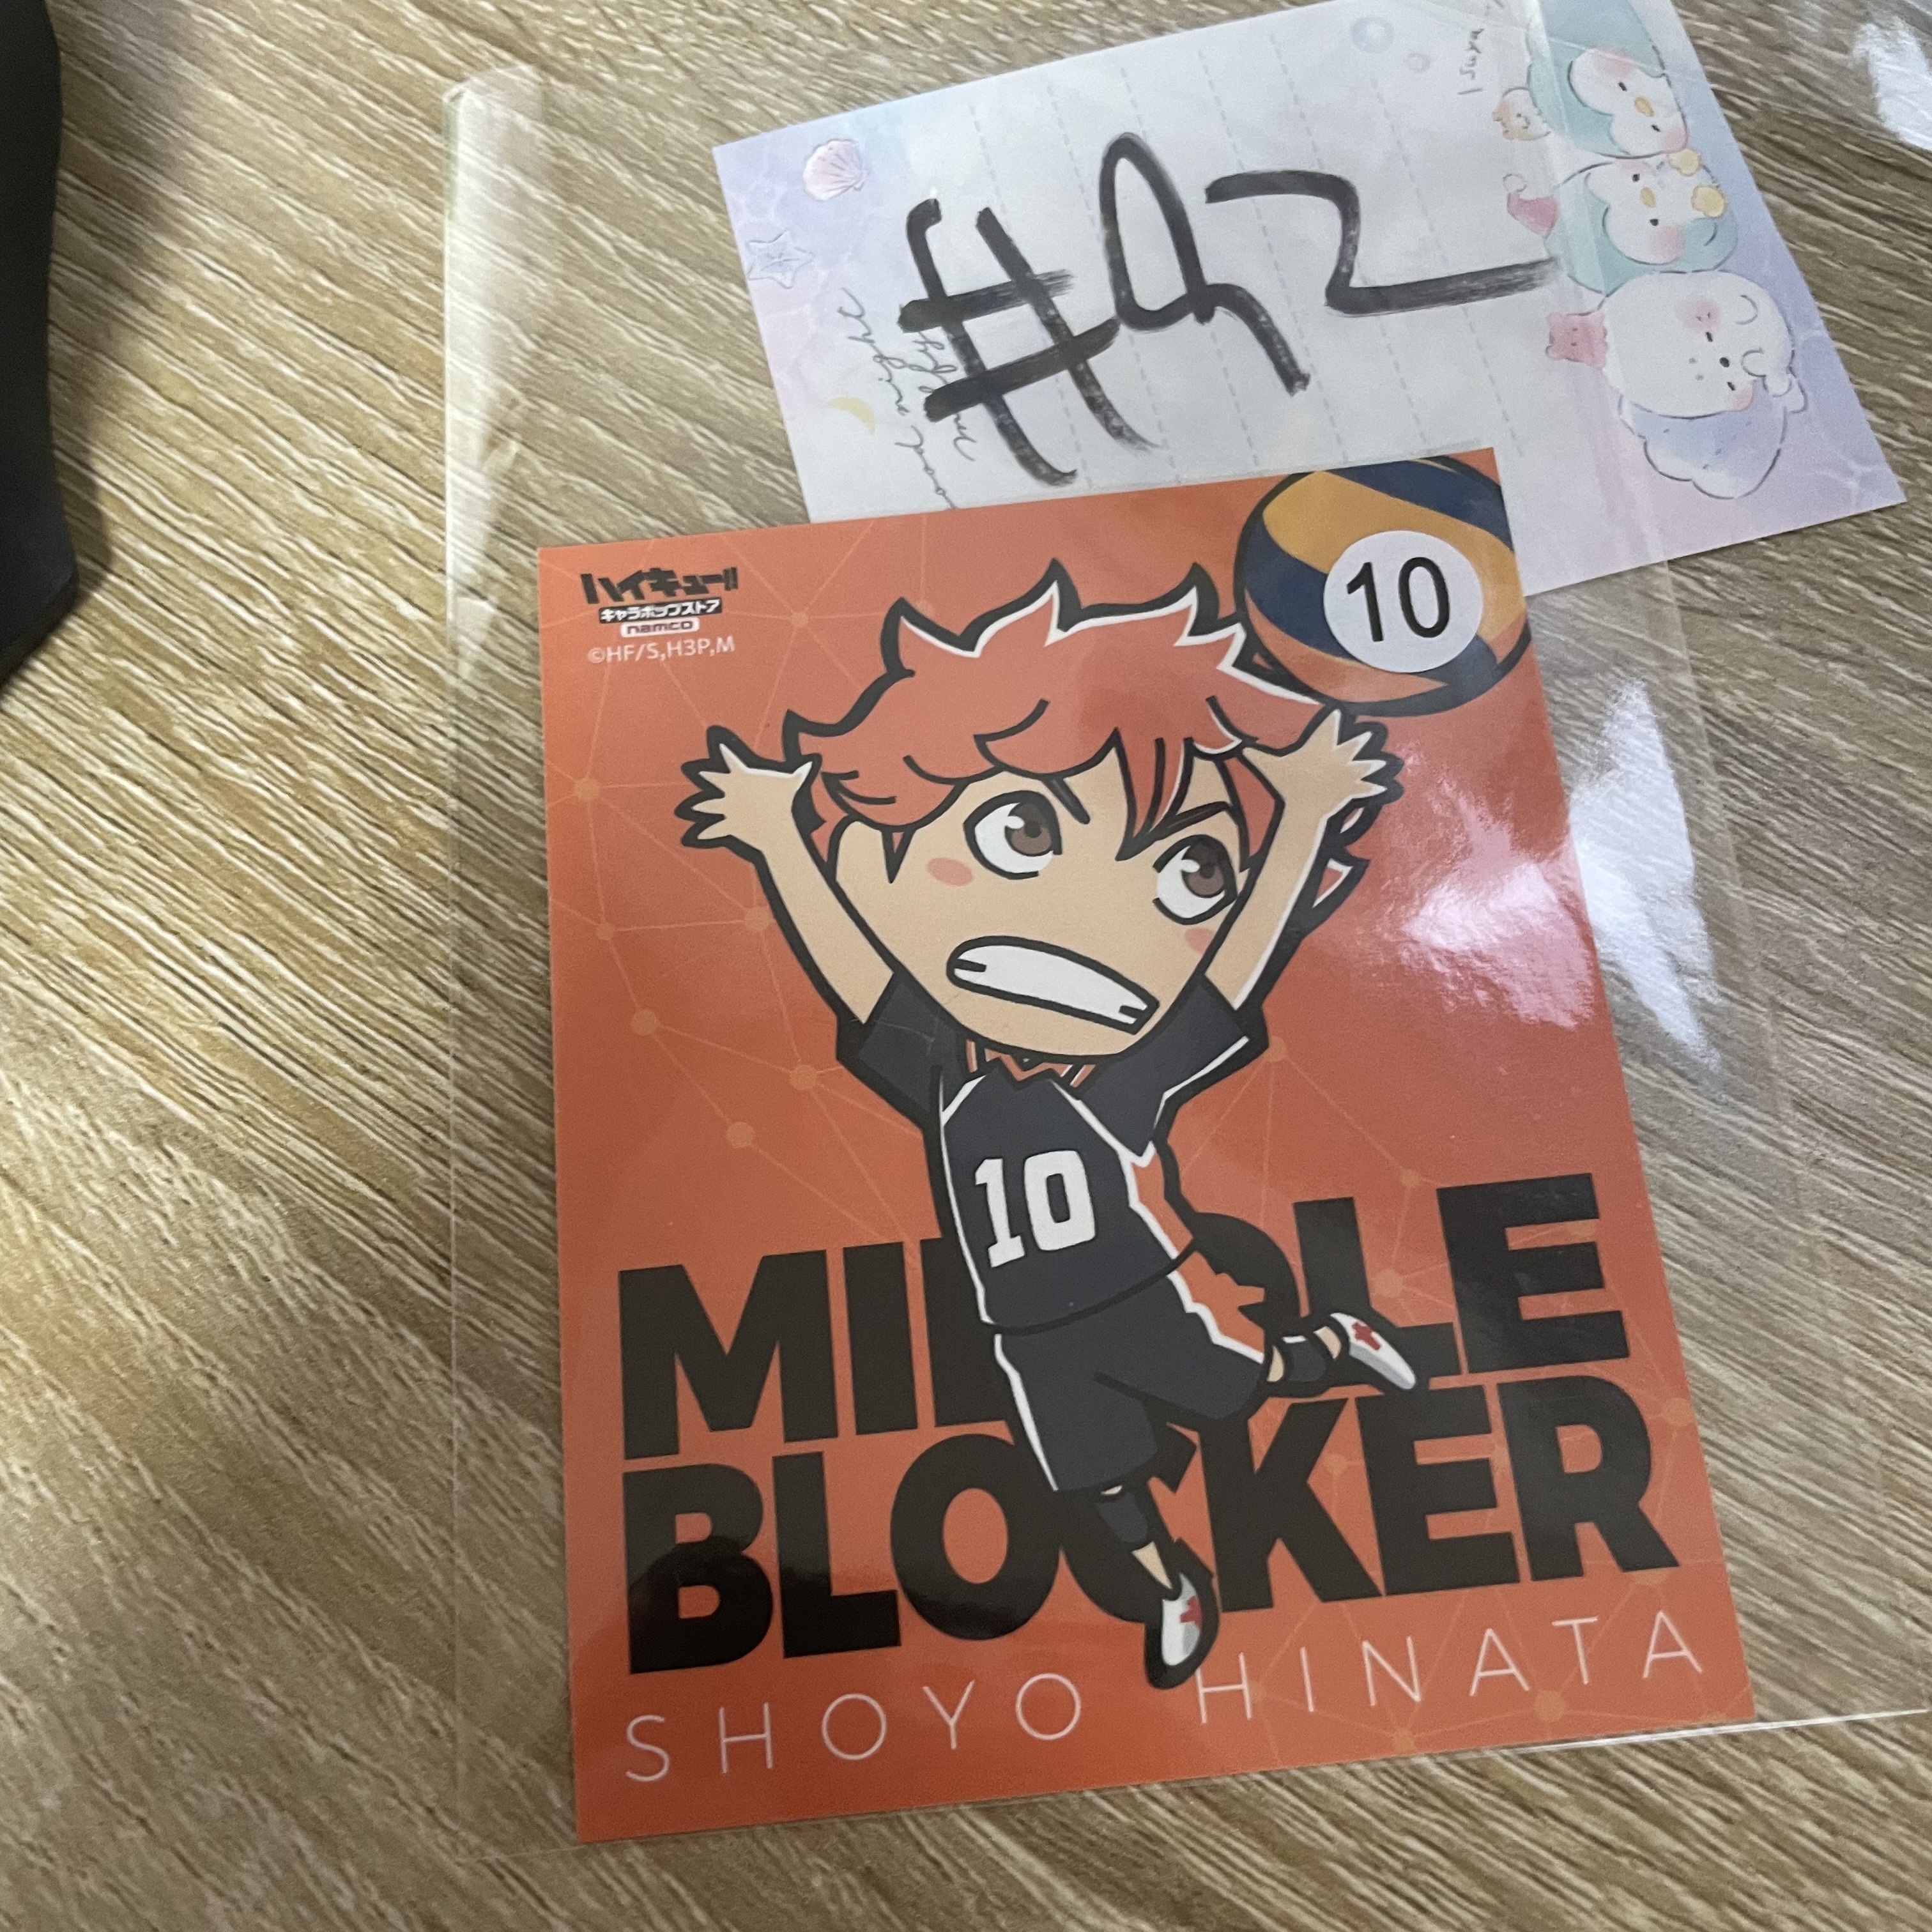 #92
ハイキュー!!
キャラポップストア
namco
©HF/S,H3P,M
10
10
MIDDLE
BLOCKER
SHOYO HINATA